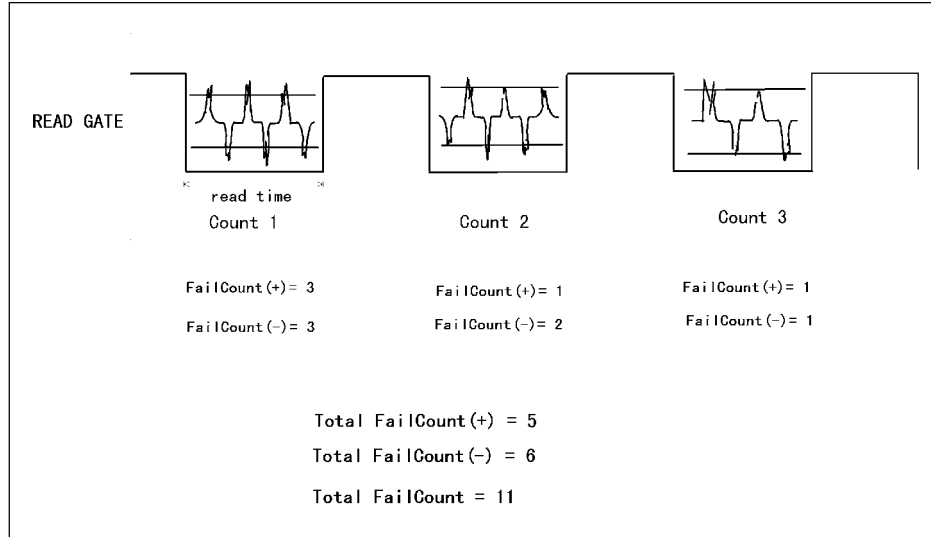 READ GATE
read time
Count 1
Count 2
Count 3
FailCount(+)= 3
FailCount(+)= 1
FailCount(+)= 1
FailCount(-)= 3
FailCount(-)= 2
FailCount(-)= 1
Total FailCount(+) = 5
Total FailCount(-) = 6
Total FailCount = 11